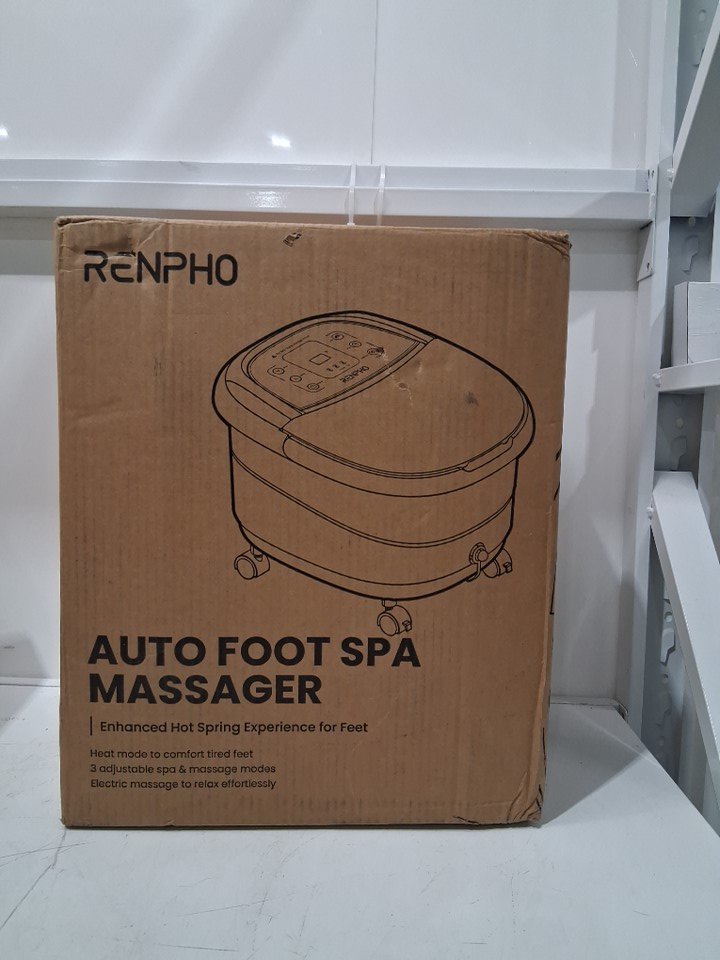 RENPHO
RENPHO
AUTO FOOT SPA
MASSAGER
Enhanced Hot Spring Experience for Feet
Heat mode to comfort tired feet
3 adjustable spa & massage modes
Electric massage to relax effortlessly